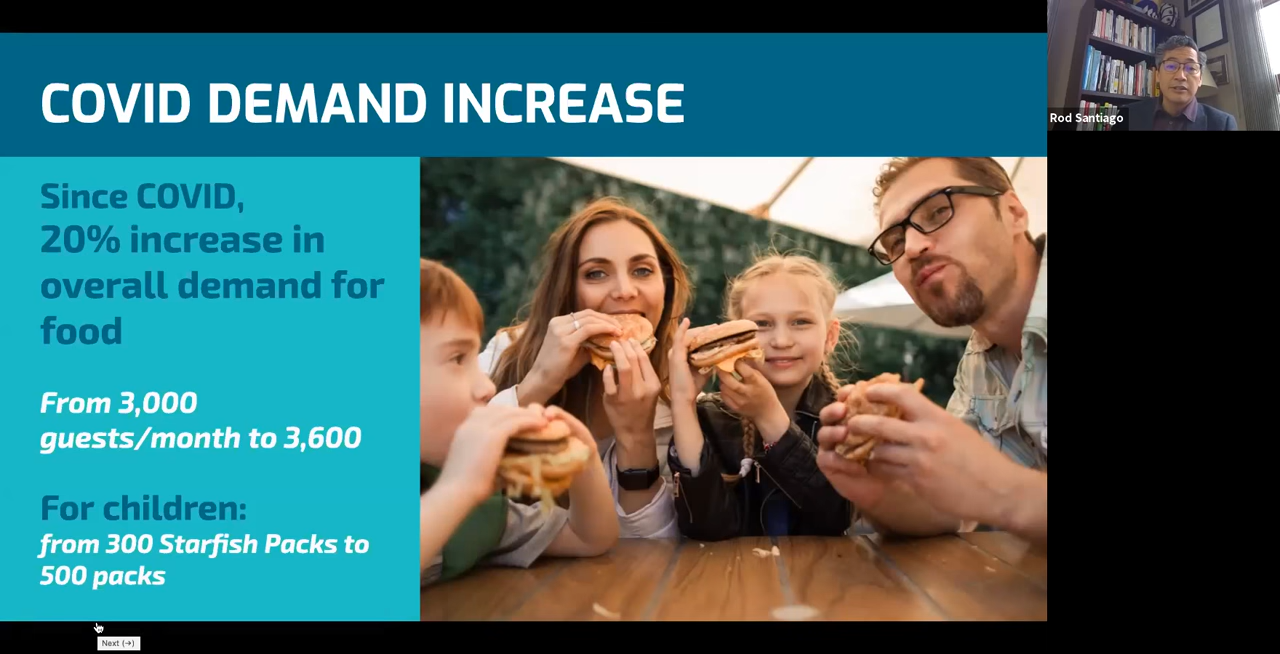 COVID DEMAND INCREASE
Since COVID,
20% increase in
overall demand for
food
From 3,000
guests/month to 3,600
For children:
from 300 Starfish Packs to
500 packs
Rod Santiago
Next (→)